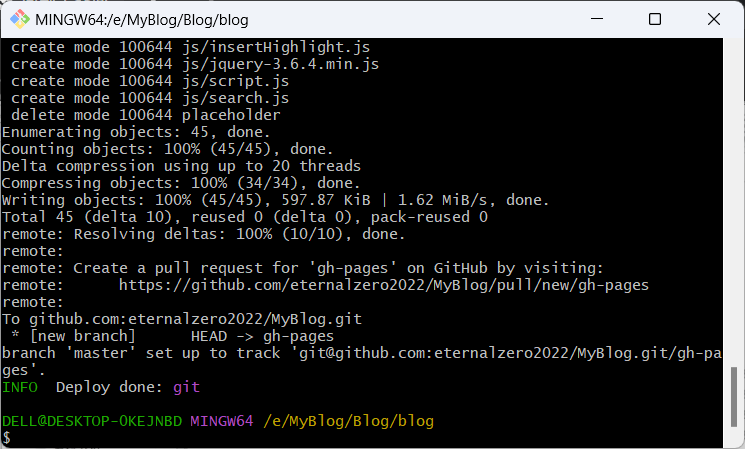 MINGW64:/e/MyBlog/Blog/blog
create mode 100644 js/insertHighlight.js
create mode 100644 js/jquery-3.6.4.min.js
create mode 100644 js/script.js
create mode 100644 js/search.js
delete mode 100644 placeholder
Enumerating objects: 45, done.
Counting objects: 100% (45/45), done.
Delta compression using up to 20 threads
Compressing objects: 100% (34/34), done.
Writing objects: 100% (45/45), 597.87 KiB | 1.62 MiB/s, done.
Total 45 (delta 10), reused 0 (delta 0), pack-reused 0
remote: Resolving deltas: 100% (10/10), done.
remote:
remote: Create a pull request for 'gh-pages' on GitHub by visiting:
remote:      https://github.com/eternalzero2022/MyBlog/pull/new/gh-pages
remote:
To github.com:eternalzero2022/MyBlog.git
 * [new branch]      HEAD -> gh-pages
branch 'master' set up to track 'git@github.com:eternalzero2022/MyBlog.git/gh-pa
ges'.
INFO  Deploy done: git
DELL@DESKTOP-0KEJNBD MINGW64 /e/MyBlog/Blog/blog
$